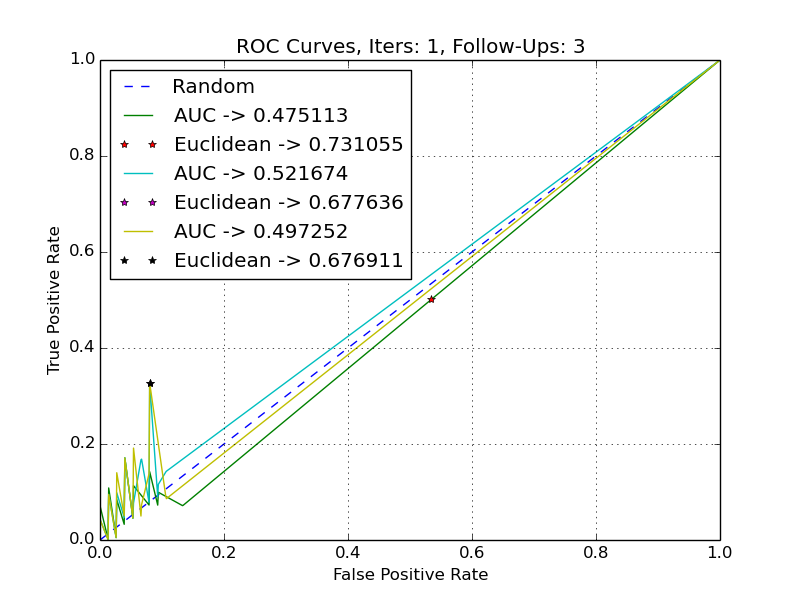 ROC Curves, Iters: 1, Follow-Ups: 3
1.0
0.8
0.6
0.4
0.2
0.0
True Positive Rate
Random
AUC -> 0.475113
Euclidean -> 0.731055
AUC -> 0.521674
Euclidean -> 0.677636
AUC -> 0.497252
Euclidean -> 0.676911
0.0 0.2 0.4 0.6 0.8 1.0
False Positive Rate